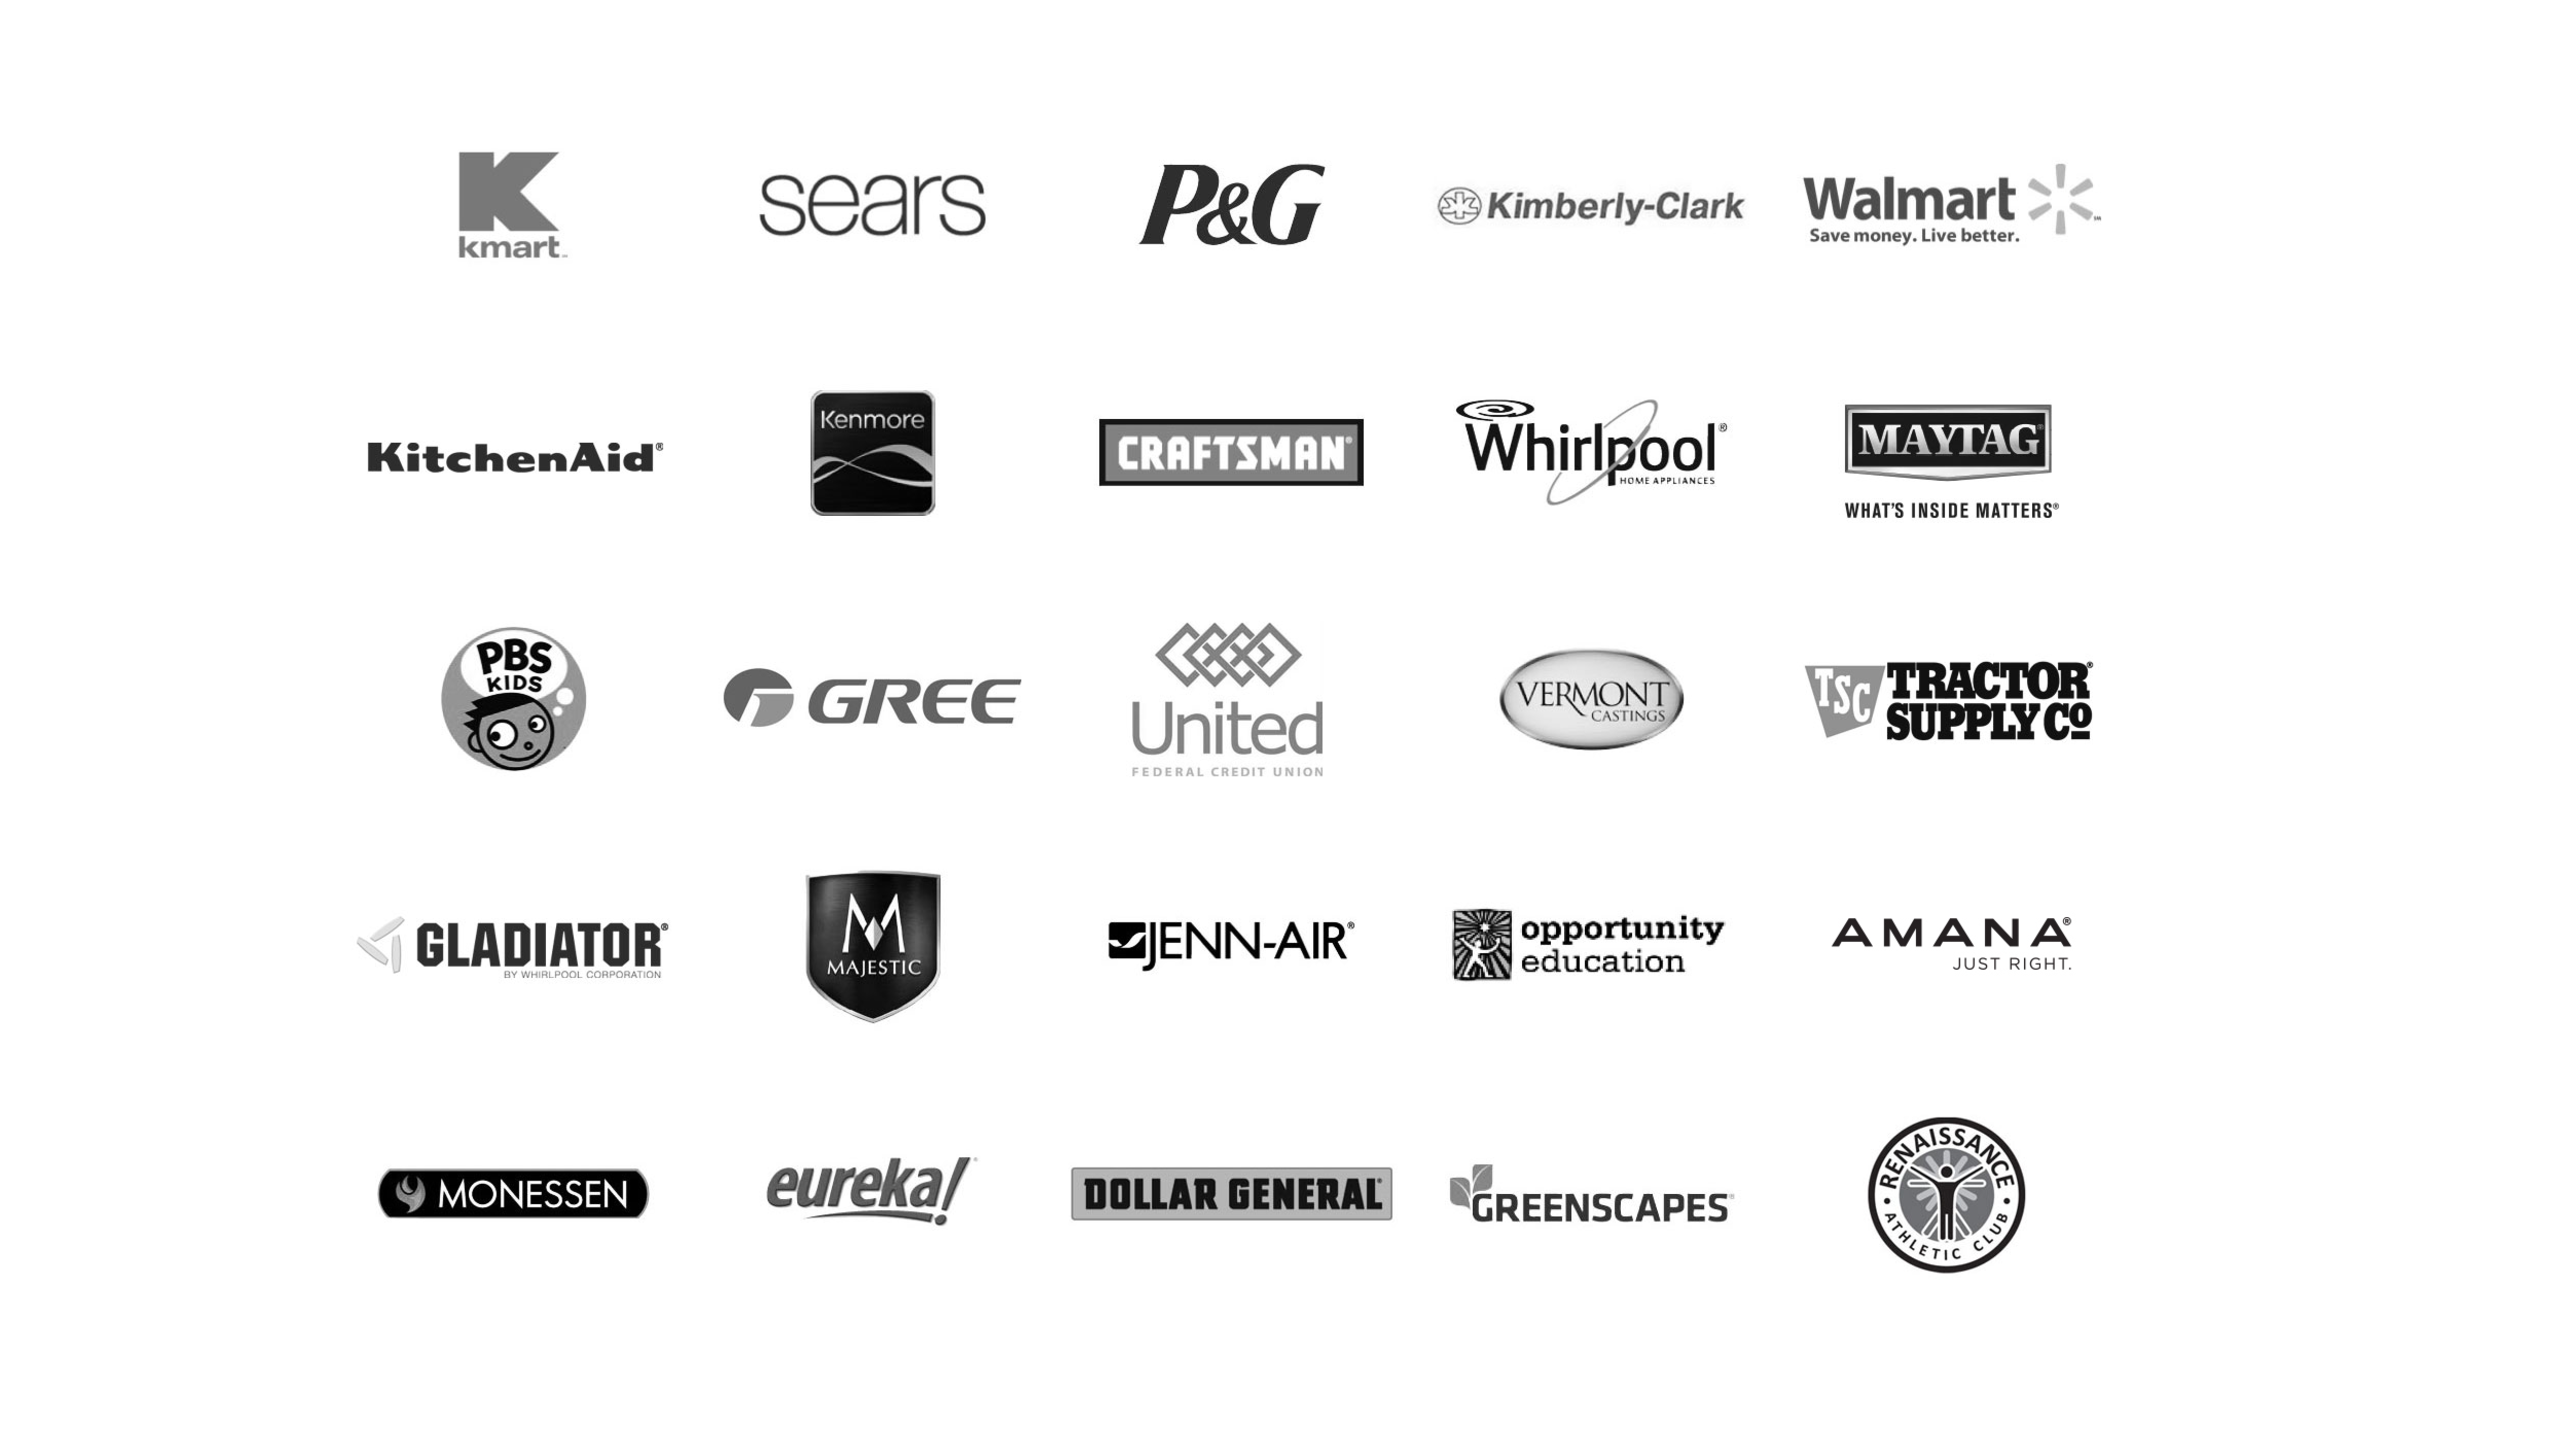 K
kmart
sears
P&G
Kimberly-Clark
Walmart
Save money. Live better.
KitchenAid®
Kenmore
CRAFTSMAN®
Whirlpool®
HOME APPLIANCES
MAYTAG®
WHAT'S INSIDE MATTERS®
PBS
KIDS
GREE
United
FEDERAL CREDIT UNION
VERMONT
CASTINGS
TSC
TRACTOR®
SUPPLY Co
GLADIATOR®
BY WHIRLPOOL CORPORATION
M
MAJESTIC
JENN-AIR®
opportunity
education
AMANA®
JUST RIGHT.
MONESSEN
eureka!
DOLLAR GENERAL
GREENSCAPES
RENAISSANCE
ATHLETIC CLUB